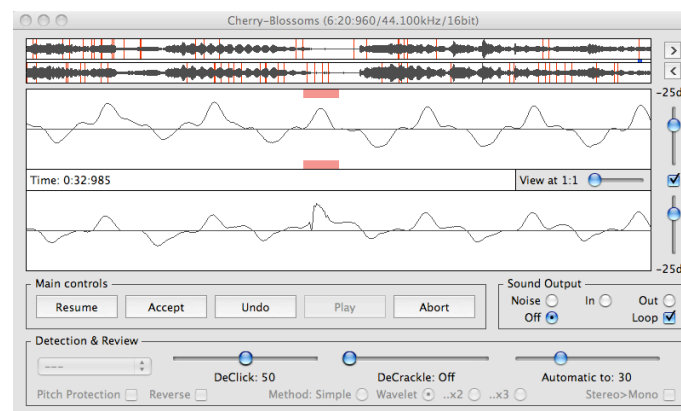 Cherry-Blossoms (6:20:960/44.100kHz/16bit)
>
<
-25d
Time: 0:32:985
View at 1:1
-25d
Main controls
Resume
Accept
Undo
Play
Abort
Sound Output
Noise
In
Out
Off
Loop
Detection & Review
---
DeClick: 50
DeCrackle: Off
Automatic to: 30
Pitch Protection
Reverse
Method: Simple
Wavelet
..x2
..x3
Stereo>Mono